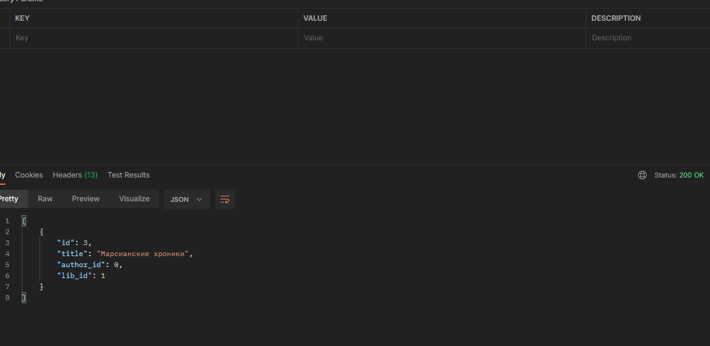 KEY VALUE DESCRIPTION
Key Value Description
Cookies Headers (13) Test Results Status: 200 OK
Pretty Raw Preview Visualize JSON
1 [
2 {
3 "id": 3,
4 "title": "Марсианские хроники",
5 "author_id": 0,
6 "lib_id": 1
7 }
8 ]